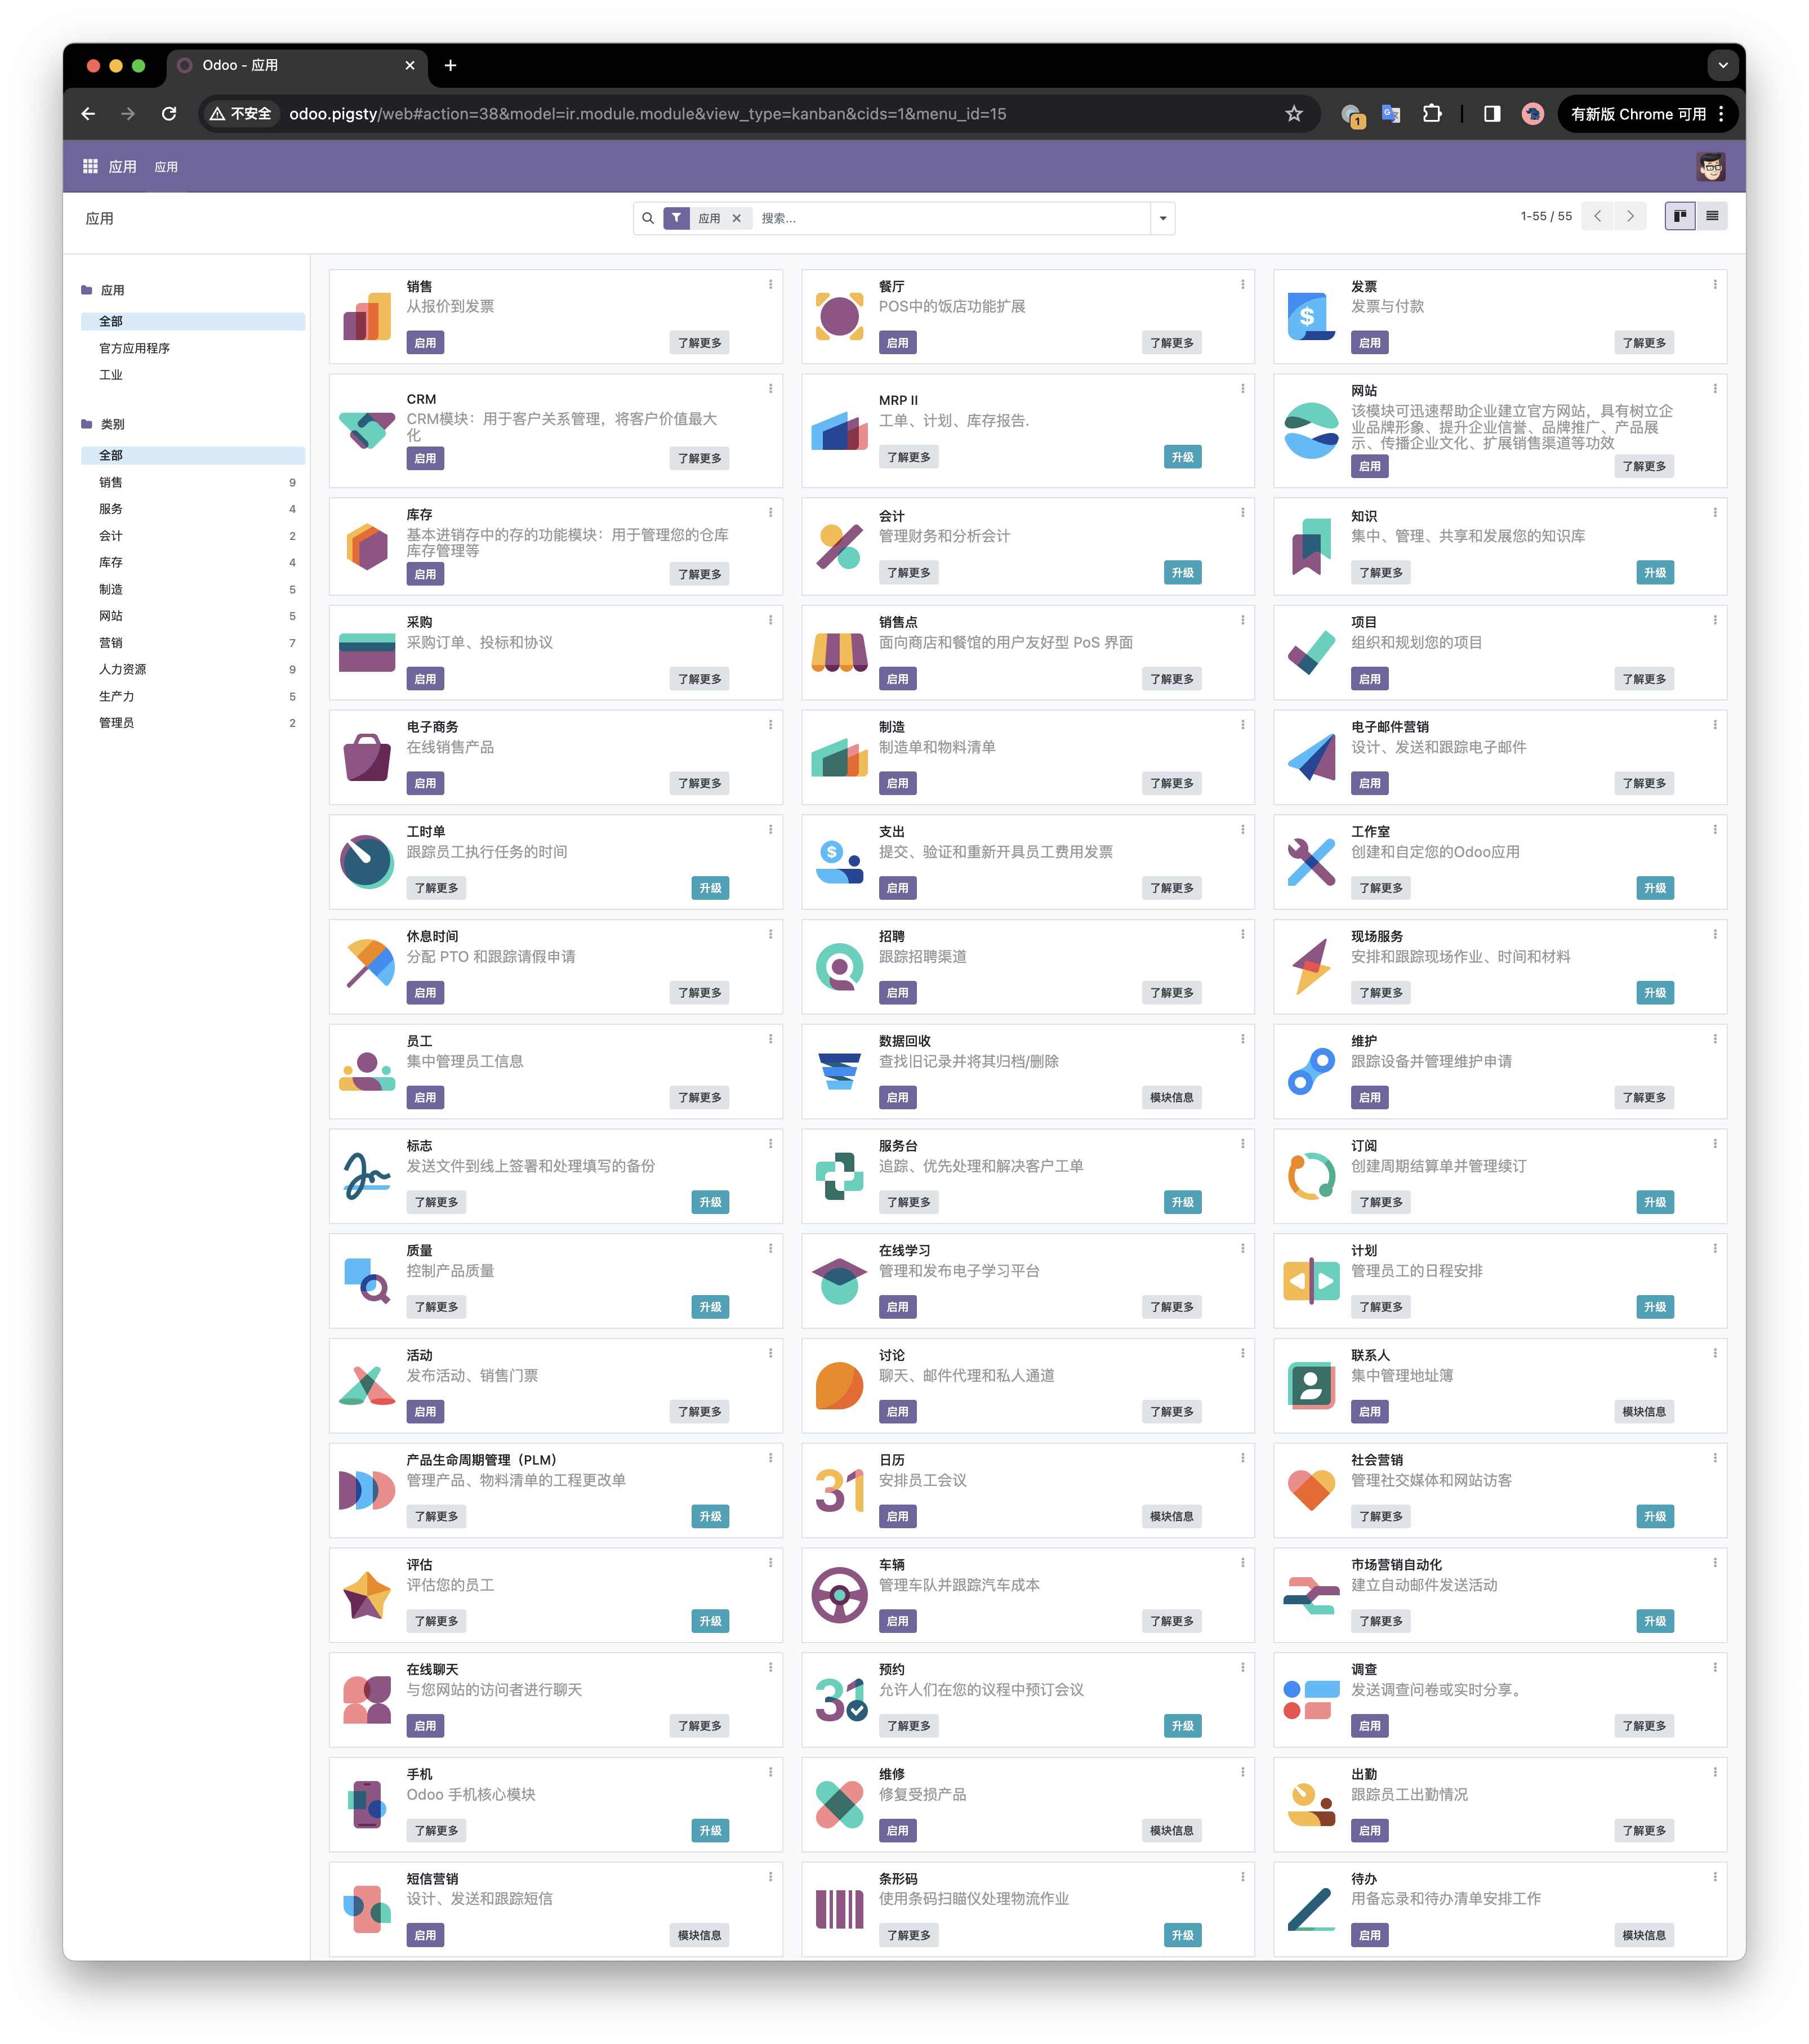 Odoo - 应用
不安全 odoo.pigsty/web#action=38&model=ir.module.module&view_type=kanban&cids=1&menu_id=15
1
有新版 Chrome 可用
应用 应用
应用
应用 搜索...
1-55 / 55
应用
全部
官方应用程序
工业
类别
全部
销售 9
服务 4
会计 2
库存 4
制造 5
网站 5
营销 7
人力资源 9
生产力 5
管理员 2
销售
从报价到发票
启用 了解更多
餐厅
POS中的饭店功能扩展
启用 了解更多
发票
发票与付款
启用 了解更多
CRM
CRM模块：用于客户关系管理，将客户价值最大
化
启用 了解更多
MRP II
工单、计划、库存报告.
了解更多 升级
网站
该模块可迅速帮助企业建立官方网站，具有树立企
业品牌形象、提升企业信誉、品牌推广、产品展
示、传播企业文化、扩展销售渠道等功效
启用 了解更多
库存
基本进销存中的存的功能模块：用于管理您的仓库
库存管理等
启用 了解更多
会计
管理财务和分析会计
了解更多 升级
知识
集中、管理、共享和发展您的知识库
了解更多 升级
采购
采购订单、投标和协议
启用 了解更多
销售点
面向商店和餐馆的用户友好型 PoS 界面
启用 了解更多
项目
组织和规划您的项目
启用 了解更多
电子商务
在线销售产品
启用 了解更多
制造
制造单和物料清单
启用 了解更多
电子邮件营销
设计、发送和跟踪电子邮件
启用 了解更多
工时单
跟踪员工执行任务的时间
了解更多 升级
支出
提交、验证和重新开具员工费用发票
启用 了解更多
工作室
创建和自定您的Odoo应用
了解更多 升级
休息时间
分配 PTO 和跟踪请假申请
启用 了解更多
招聘
跟踪招聘渠道
启用 了解更多
现场服务
安排和跟踪现场作业、时间和材料
了解更多 升级
员工
集中管理员工信息
启用 了解更多
数据回收
查找旧记录并将其归档/删除
启用 模块信息
维护
跟踪设备并管理维护申请
启用 了解更多
标志
发送文件到线上签署和处理填写的备份
了解更多 升级
服务台
追踪、优先处理和解决客户工单
了解更多 升级
订阅
创建周期结算单并管理续订
了解更多 升级
质量
控制产品质量
了解更多 升级
在线学习
管理和发布电子学习平台
启用 了解更多
计划
管理员工的日程安排
了解更多 升级
活动
发布活动、销售门票
启用 了解更多
讨论
聊天、邮件代理和私人通道
启用 了解更多
联系人
集中管理地址簿
启用 模块信息
产品生命周期管理（PLM）
管理产品、物料清单的工程更改单
了解更多 升级
31
日历
安排员工会议
启用 模块信息
社会营销
管理社交媒体和网站访客
了解更多 升级
评估
评估您的员工
了解更多 升级
车辆
管理车队并跟踪汽车成本
启用 了解更多
市场营销自动化
建立自动邮件发送活动
了解更多 升级
在线聊天
与您网站的访问者进行聊天
启用 了解更多
31
预约
允许人们在您的议程中预订会议
了解更多 升级
调查
发送调查问卷或实时分享。
启用 了解更多
手机
Odoo 手机核心模块
了解更多 升级
维修
修复受损产品
启用 模块信息
出勤
跟踪员工出勤情况
启用 了解更多
短信营销
设计、发送和跟踪短信
启用 模块信息
条形码
使用条码扫瞄仪处理物流作业
了解更多 升级
待办
用备忘录和待办清单安排工作
启用 模块信息